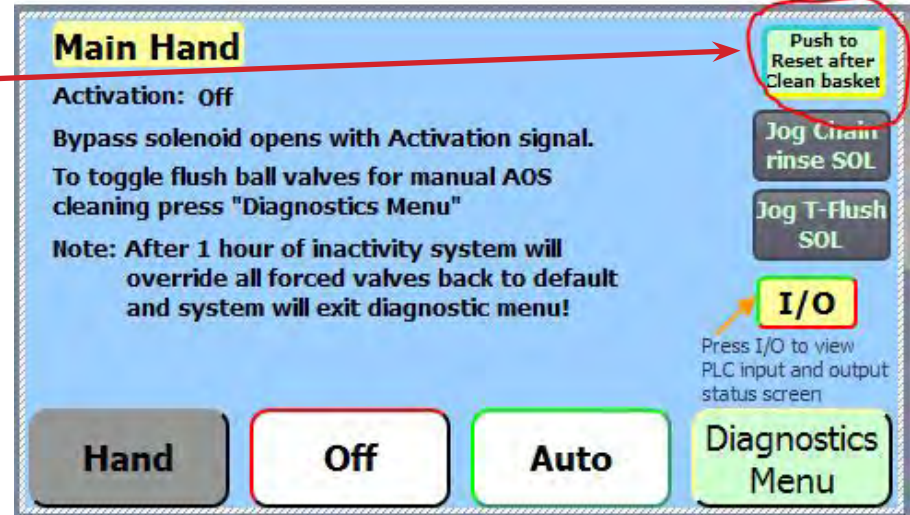 Main Hand
Push to
Reset after
Clean basket
Activation: Off
Bypass solenoid opens with Activation signal.
Jog Chain
rinse SOL
To toggle flush ball valves for manual AOS
cleaning press "Diagnostics Menu"
Jog T-Flush
SOL
Note: After 1 hour of inactivity system will
override all forced valves back to default
and system will exit diagnostic menu!
I/O
Press I/O to view
PLC input and output
status screen
Hand
Off
Auto
Diagnostics
Menu